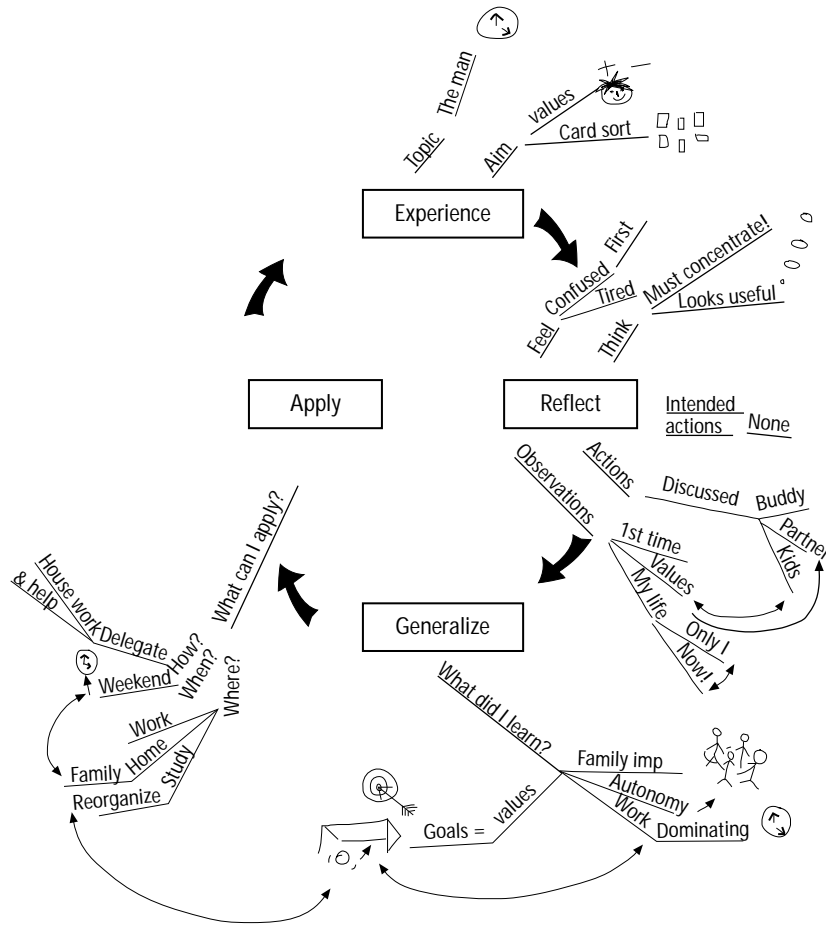 The man
Topic
Aim
values
Card sort
Experience
Feel
Confused
First
Tired
Think
Must concentrate!
Looks useful
Reflect
Intended
actions
None
Actions
Discussed
Buddy
Partner
Kids
Observations
1st time
Values
My life
Only I
Now!
Generalize
What did I learn?
Family imp
Autonomy
Work
Dominating
values
Goals =
Apply
What can I apply?
How?
Delegate
House work
& help
When?
Weekend
Where?
Work
Home
Family
Study
Reorganize